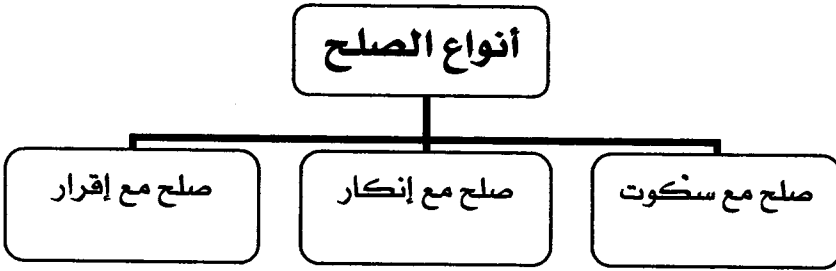 أنواع الصلح
صلح مع سكوت
صلح مع إنكار
صلح مع إقرار